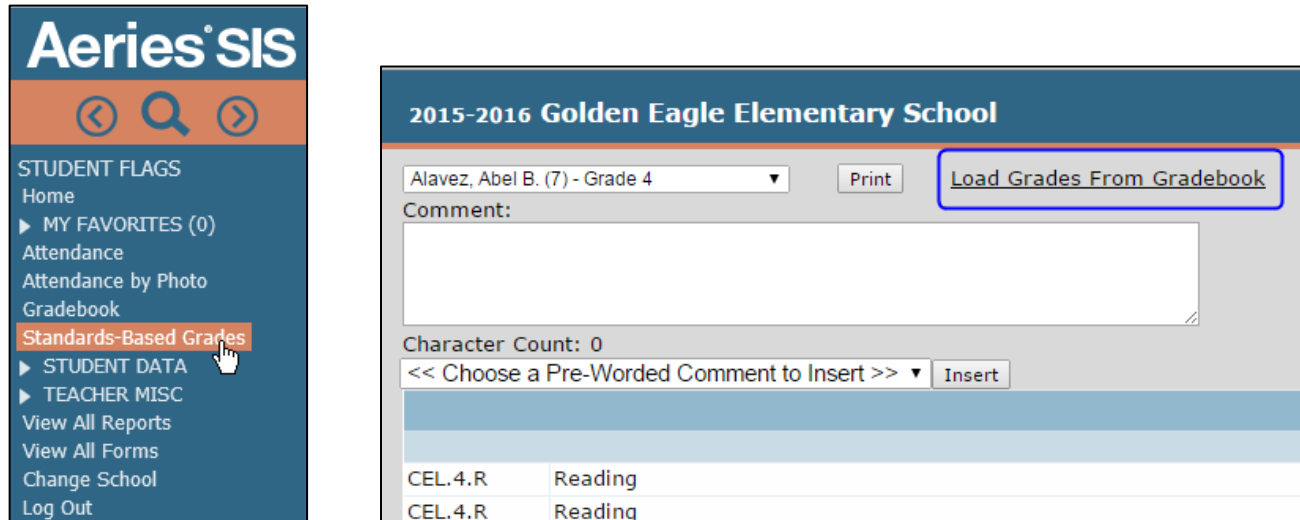 Aeries SIS
STUDENT FLAGS
Home
MY FAVORITES (0)
Attendance
Attendance by Photo
Gradebook
Standards-Based Grades
STUDENT DATA
TEACHER MISC
View All Reports
View All Forms
Change School
Log Out
2015-2016 Golden Eagle Elementary School
Alavez, Abel B. (7) - Grade 4 Print Load Grades From Gradebook
Comment:
Character Count: 0
<< Choose a Pre-Worded Comment to Insert >> Insert
CEL.4.R Reading
CEL.4.R Reading